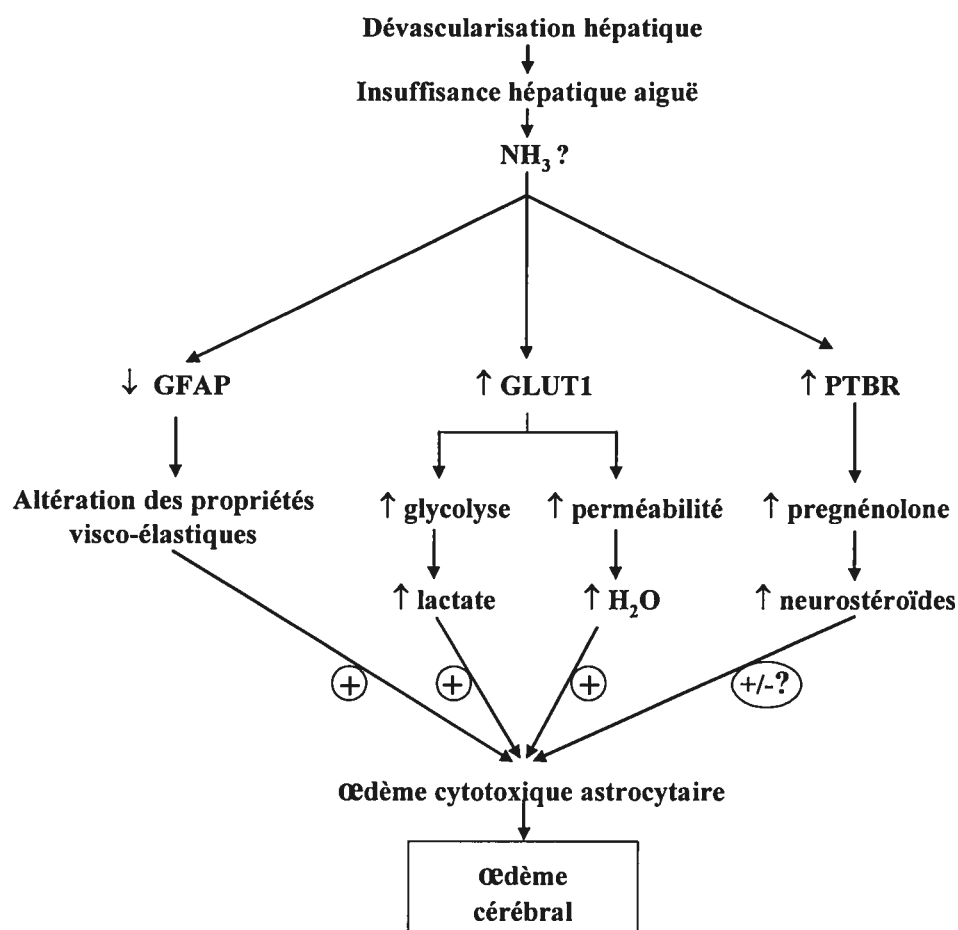 Dévascularisation hépatique
Insuffisance hépatique aiguë
NH₃ ?
↓ GFAP
↑ GLUT1
↑ PTBR
Altération des propriétés
visco-élastiques
↑ glycolyse
↑ perméabilité
↑ pregnénolone
↑ lactate
↑ H₂O
↑ neurostéroïdes
+
+
+
+/-?
œdème cytotoxique astrocytaire
œdème
cérébral